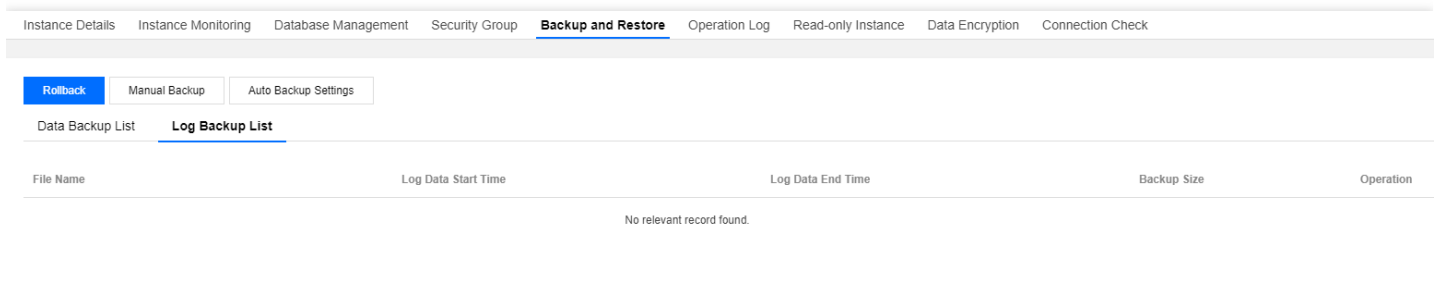 Instance Details Instance Monitoring Database Management Security Group Backup and Restore Operation Log Read-only Instance Data Encryption Connection Check
Rollback Manual Backup Auto Backup Settings
Data Backup List Log Backup List
File Name Log Data Start Time Log Data End Time Backup Size Operation
No relevant record found.